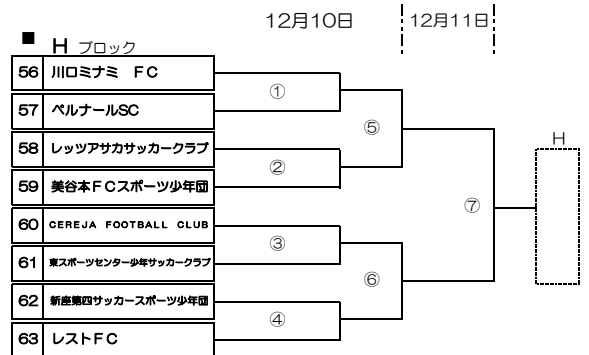 12月10日 12月11日
■ H ブロック
56 川口ミナミ　ＦＣ
①
57 ペルナールSC
⑤
58 レッツアサカサッカークラブ
H
②
59 美谷本ＦＣスポーツ少年団
⑦
60 CEREJA FOOTBALL CLUB
③
61 東スポーツセンター少年サッカークラブ
⑥
62 新座第四サッカースポーツ少年団
④
63 レストＦＣ